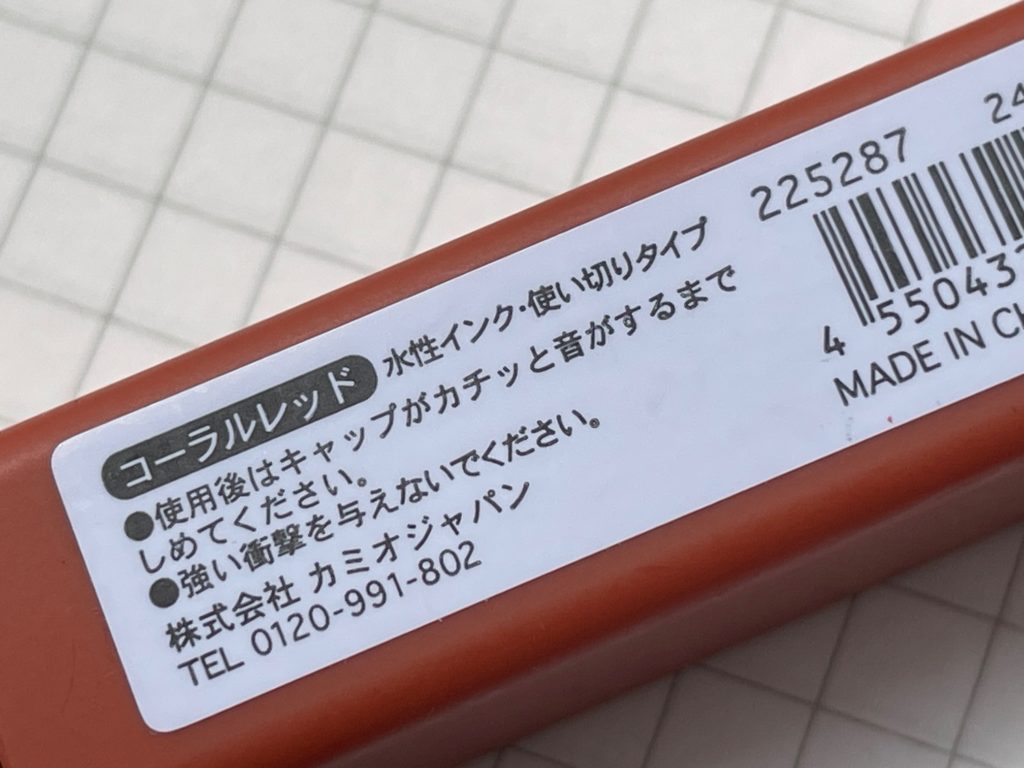 コーラルレッド 水性インク・使い切りタイプ
●使用後はキャップがカチッと音がするまで
しめてください。
●強い衝撃を与えないでください。
株式会社 カミオジャパン
TEL 0120-991-802
225287
24
4 550437
MADE IN CH